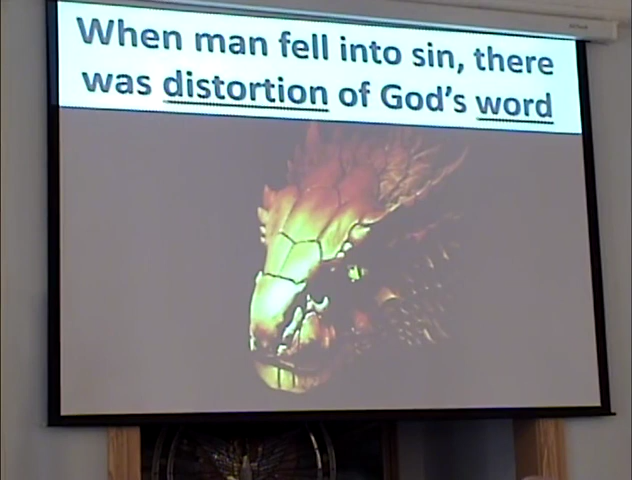 When man fell into sin, there
was distortion of God's word